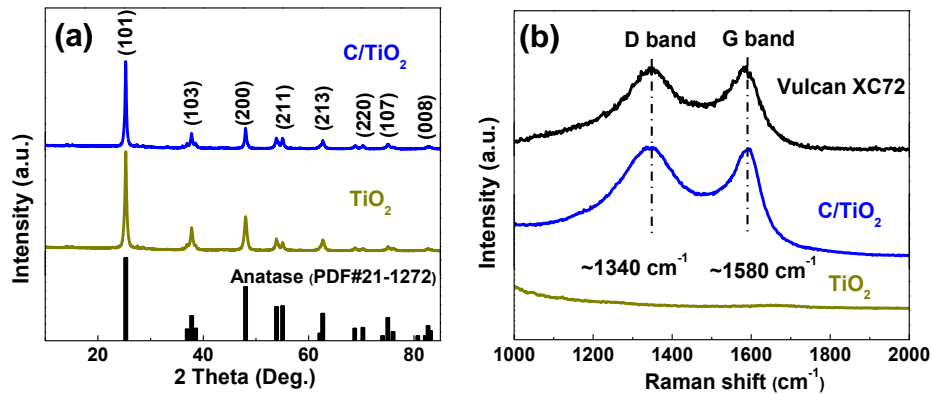 (a)
(101)
C/TiO₂
(103)
(200)
(211)
(213)
(220)
(107)
(008)
TiO₂
Anatase (PDF#21-1272)
Intensity (a.u.)
20 40 60 80
2 Theta (Deg.)
(b)
D band G band
Vulcan XC72
C/TiO₂
~1340 cm⁻¹ ~1580 cm⁻¹
TiO₂
Intensity (a.u.)
1000 1200 1400 1600 1800 2000
Raman shift (cm⁻¹)